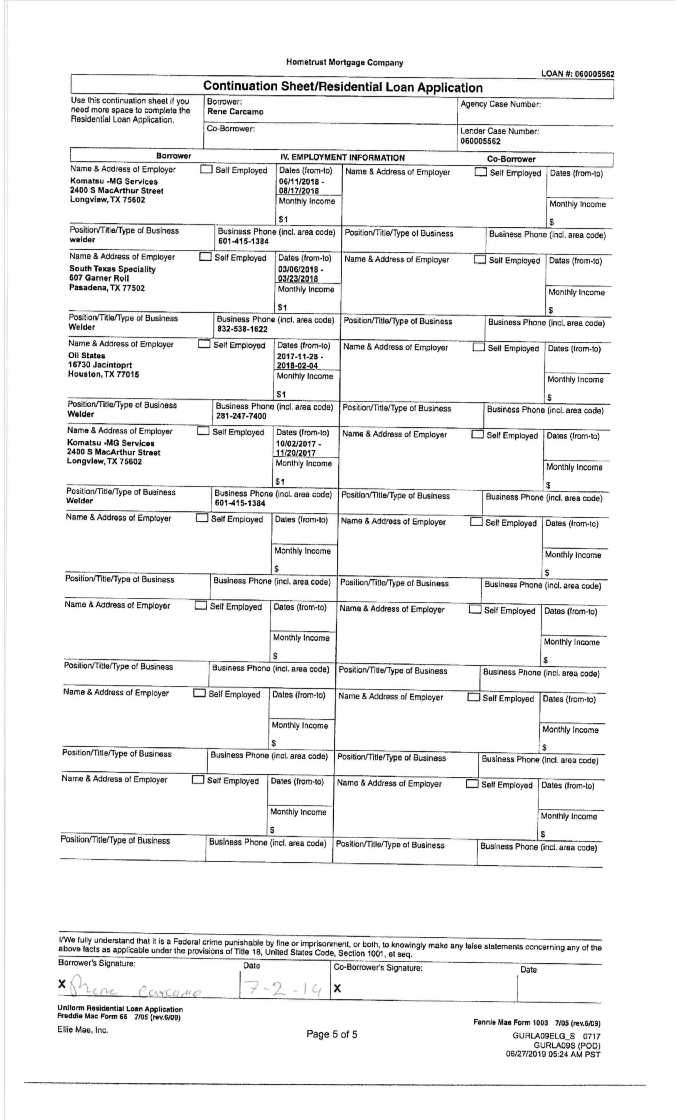 Hometrust Mortgage Company
LOAN #: 060005562
Continuation Sheet/Residential Loan Application
Use this continuation sheet if you need more space to complete the Residential Loan Application.
Borrower:
Rene Carcamo
Agency Case Number:
Co-Borrower:
Lender Case Number:
060005562
Borrower IV. EMPLOYMENT INFORMATION Co-Borrower
Name & Address of Employer Self Employed Dates (from-to) Name & Address of Employer Self Employed Dates (from-to)
Komatsu -MG Services 06/11/2018 -
2400 S MacArthur Street 08/17/2018
Longview, TX 75602 Monthly Income Monthly Income
$1 $
Position/Title/Type of Business Business Phone (incl. area code) Position/Title/Type of Business Business Phone (incl. area code)
welder 601-415-1384
Name & Address of Employer Self Employed Dates (from-to) Name & Address of Employer Self Employed Dates (from-to)
South Texas Speciality 03/06/2018 -
607 Garner Roll 03/23/2018
Pasadena, TX 77502 Monthly Income Monthly Income
$1 $
Position/Title/Type of Business Business Phone (incl. area code) Position/Title/Type of Business Business Phone (incl. area code)
Welder 832-538-1622
Name & Address of Employer Self Employed Dates (from-to) Name & Address of Employer Self Employed Dates (from-to)
Oil States 2017-11-28 -
16730 Jacintoprt 2018-02-04
Houston, TX 77015 Monthly Income Monthly Income
$1 $
Position/Title/Type of Business Business Phone (incl. area code) Position/Title/Type of Business Business Phone (incl. area code)
Welder 281-247-7400
Name & Address of Employer Self Employed Dates (from-to) Name & Address of Employer Self Employed Dates (from-to)
Komatsu -MG Services 10/02/2017 -
2400 S MacArthur Street 11/20/2017
Longview, TX 75602 Monthly Income Monthly Income
$1 $
Position/Title/Type of Business Business Phone (incl. area code) Position/Title/Type of Business Business Phone (incl. area code)
Welder 601-415-1384
Name & Address of Employer Self Employed Dates (from-to) Name & Address of Employer Self Employed Dates (from-to)
Monthly Income Monthly Income
$ $
Position/Title/Type of Business Business Phone (incl. area code) Position/Title/Type of Business Business Phone (incl. area code)
Name & Address of Employer Self Employed Dates (from-to) Name & Address of Employer Self Employed Dates (from-to)
Monthly Income Monthly Income
$ $
Position/Title/Type of Business Business Phone (incl. area code) Position/Title/Type of Business Business Phone (incl. area code)
Name & Address of Employer Self Employed Dates (from-to) Name & Address of Employer Self Employed Dates (from-to)
Monthly Income Monthly Income
$ $
Position/Title/Type of Business Business Phone (incl. area code) Position/Title/Type of Business Business Phone (incl. area code)
Name & Address of Employer Self Employed Dates (from-to) Name & Address of Employer Self Employed Dates (from-to)
Monthly Income Monthly Income
$ $
Position/Title/Type of Business Business Phone (incl. area code) Position/Title/Type of Business Business Phone (incl. area code)
I/We fully understand that it is a Federal crime punishable by fine or imprisonment, or both, to knowingly make any false statements concerning any of the
above facts as applicable under the provisions of Title 18, United States Code, Section 1001, et seq.
Borrower's Signature: Date Co-Borrower's Signature: Date
X Rene Carcamo 7-2-19 X
Uniform Residential Loan Application
Freddie Mac Form 65 7/05 (rev.6/09)
Fannie Mae Form 1003 7/05 (rev.6/09)
Ellie Mae, Inc.
Page 5 of 5
GURLA09ELG_S 0717
GURLA09S (POD)
06/27/2019 05:24 AM PST